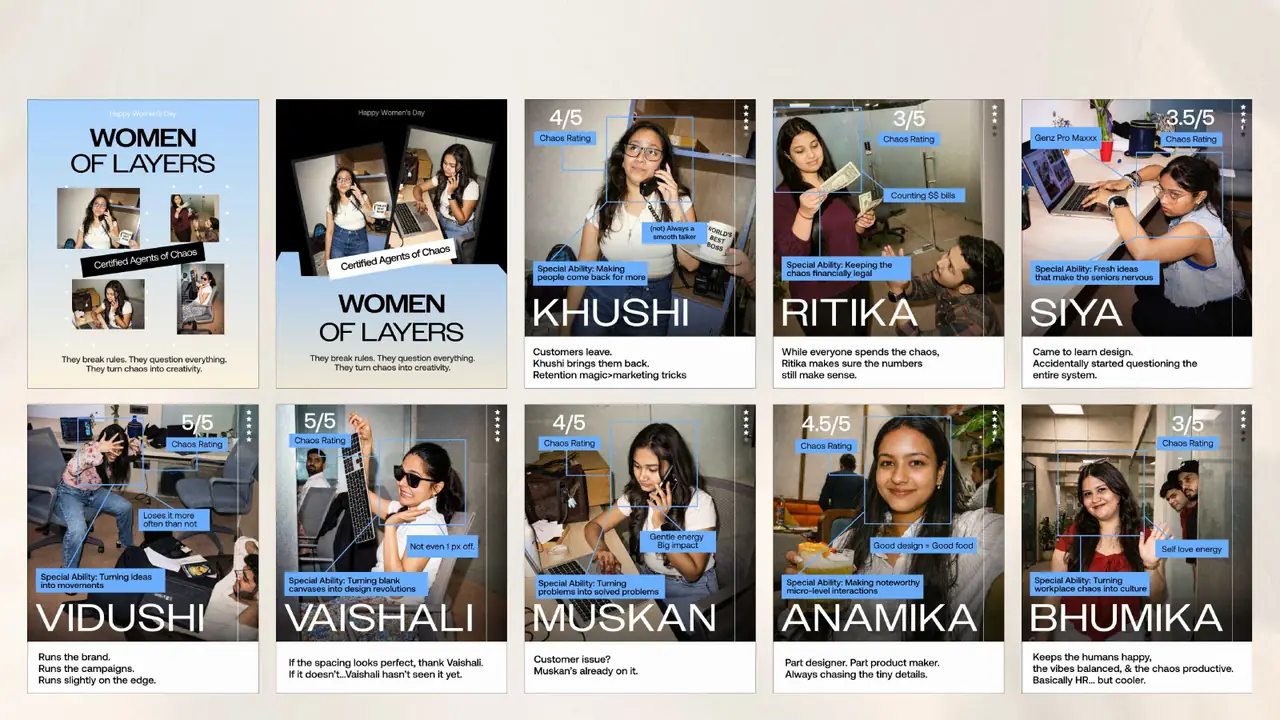 Happy Women's Day
WOMEN
OF LAYERS
Certified Agents of Chaos
They break rules. They question everything.
They turn chaos into creativity.
Happy Women's Day
Certified Agents of Chaos
WOMEN
OF LAYERS
They break rules. They question everything.
They turn chaos into creativity.
4/5
Chaos Rating
(not) Always a
smooth talker
WORLD'S
BEST
BOSS
Special Ability: Making
people come back for more
KHUSHI
Customers leave.
Khushi brings them back.
Retention magic>marketing tricks
3/5
Chaos Rating
Counting $$ bills
Special Ability: Keeping the
chaos financially legal
RITIKA
While everyone spends the chaos,
Ritika makes sure the numbers
still make sense.
3.5/5
Genz Pro Maxxx
Chaos Rating
Special Ability: Fresh ideas
that make the seniors nervous
SIYA
Came to learn design.
Accidentally started questioning the
entire system.
5/5
Chaos Rating
Loses it more
often than not
Special Ability: Turning ideas
into movements
VIDUSHI
Runs the brand.
Runs the campaigns.
Runs slightly on the edge.
5/5
Chaos Rating
Not even 1 px off.
Special Ability: Turning blank
canvases into design revolutions
VAISHALI
If the spacing looks perfect, thank Vaishali.
If it doesn't...Vaishali hasn't seen it yet.
4/5
Chaos Rating
Gentle energy
Big impact
Special Ability: Turning
problems into solved problems
MUSKAN
Customer issue?
Muskan's already on it.
4.5/5
Chaos Rating
Good design = Good food
Special Ability: Making noteworthy
micro-level interactions
ANAMIKA
Part designer. Part product maker.
Always chasing the tiny details.
3/5
Chaos Rating
Self love energy
Special Ability: Turning
workplace chaos into culture
BHUMIKA
Keeps the humans happy,
the vibes balanced, & the chaos productive.
Basically HR... but cooler.